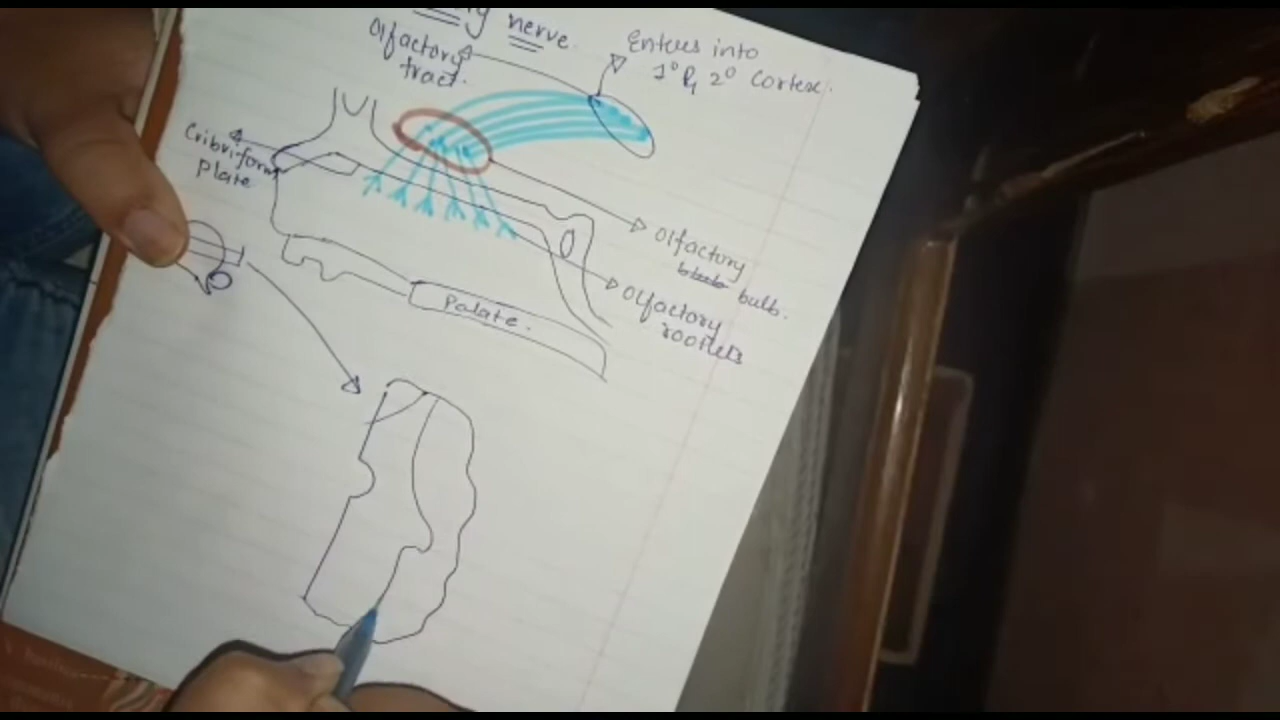 nerve.
Olfactory
tract.
Enters into
1° & 2° Cortex.
Cribriform
plate
Olfactory
bulb.
Olfactory
rootlets
Palate.